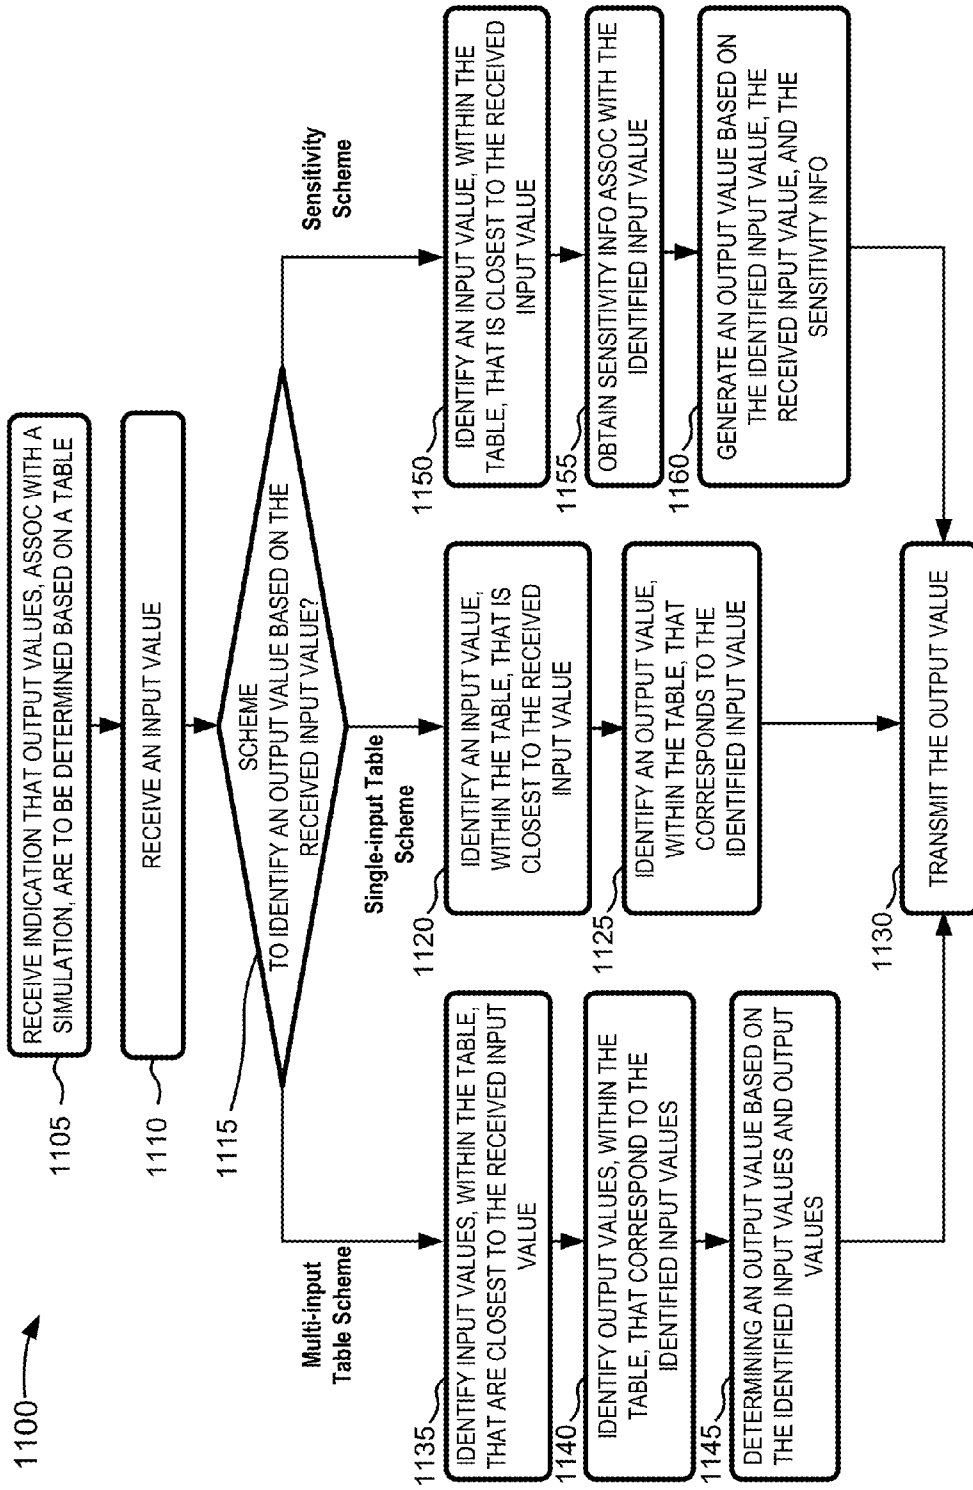 1100
RECEIVE INDICATION THAT OUTPUT VALUES, ASSOC WITH A
SIMULATION, ARE TO BE DETERMINED BASED ON A TABLE
1105
RECEIVE AN INPUT VALUE
1110
SCHEME
TO IDENTIFY AN OUTPUT VALUE BASED ON THE
RECEIVED INPUT VALUE?
1115
Multi-input
Table Scheme
Single-input Table
Scheme
Sensitivity
Scheme
IDENTIFY INPUT VALUES, WITHIN THE TABLE,
THAT ARE CLOSEST TO THE RECEIVED INPUT
VALUE
1135
IDENTIFY OUTPUT VALUES, WITHIN THE
TABLE, THAT CORRESPOND TO THE
IDENTIFIED INPUT VALUES
1140
DETERMINING AN OUTPUT VALUE BASED ON
THE IDENTIFIED INPUT VALUES AND OUTPUT
VALUES
1145
IDENTIFY AN INPUT VALUE,
WITHIN THE TABLE, THAT IS
CLOSEST TO THE RECEIVED
INPUT VALUE
1120
IDENTIFY AN OUTPUT VALUE,
WITHIN THE TABLE, THAT
CORRESPONDS TO THE
IDENTIFIED INPUT VALUE
1125
IDENTIFY AN INPUT VALUE, WITHIN THE
TABLE, THAT IS CLOSEST TO THE RECEIVED
INPUT VALUE
1150
OBTAIN SENSITIVITY INFO ASSOC WITH THE
IDENTIFIED INPUT VALUE
1155
GENERATE AN OUTPUT VALUE BASED ON
THE IDENTIFIED INPUT VALUE, THE
RECEIVED INPUT VALUE, AND THE
SENSITIVITY INFO
1160
TRANSMIT THE OUTPUT VALUE
1130